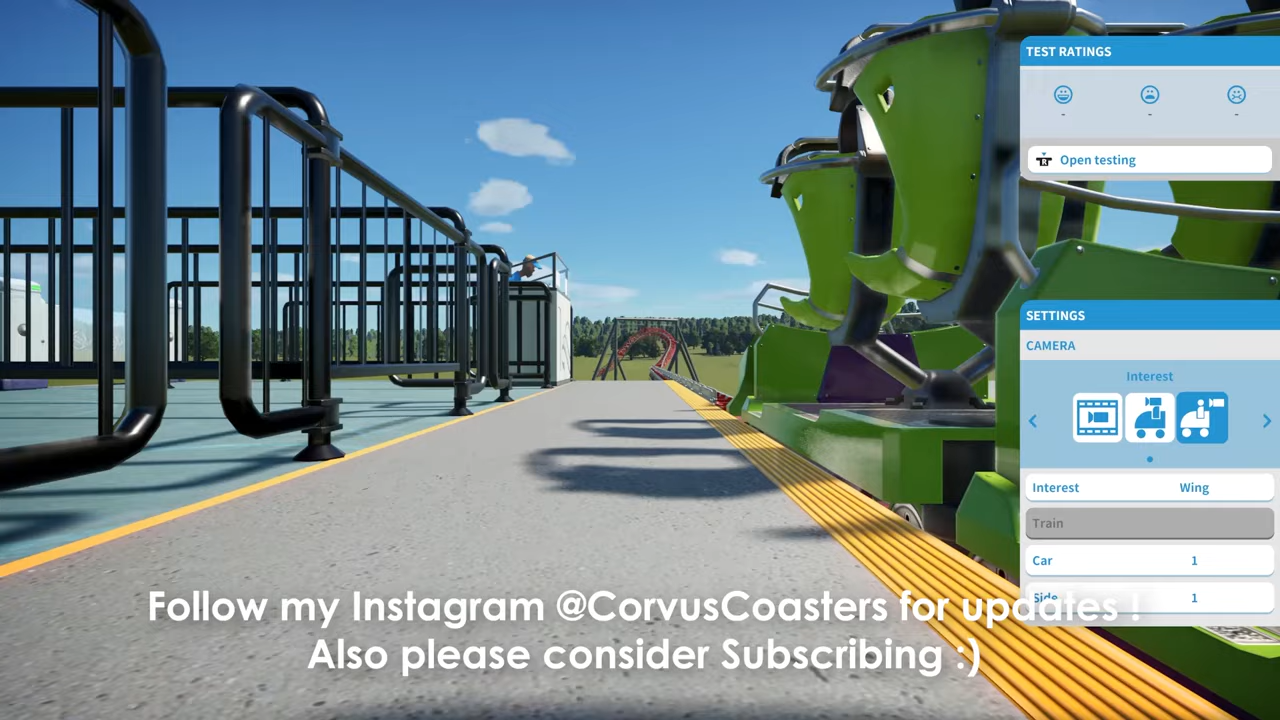 TEST RATINGS
- - -
Open testing
SETTINGS
CAMERA
Interest
Interest Wing
Train
Car 1
Side 1
Follow my Instagram @CorvusCoasters for updates !
Also please consider Subscribing :)